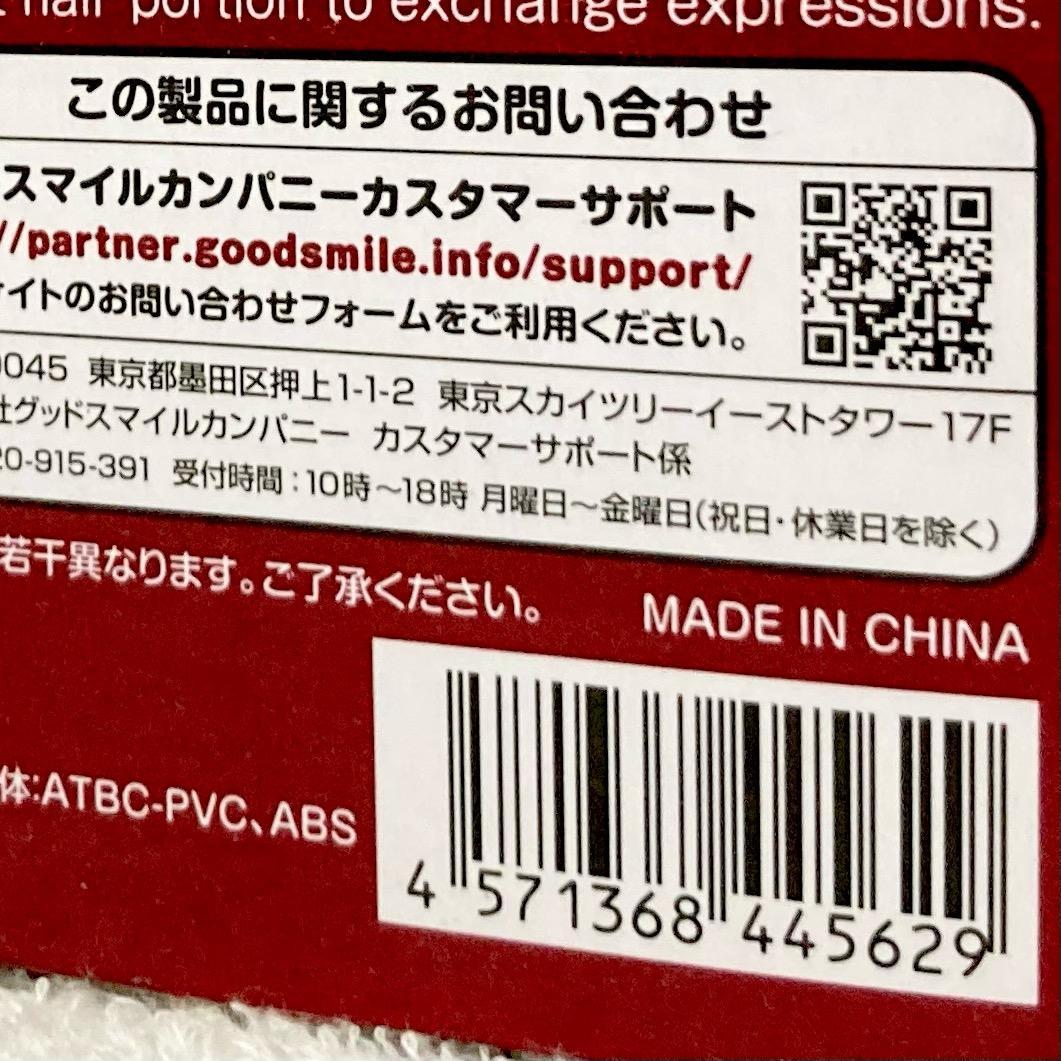 hair portion to exchange expressions.
この製品に関するお問い合わせ
スマイルカンパニーカスタマーサポート
//partner.goodsmile.info/support/
イトのお問い合わせフォームをご利用ください。
0045 東京都墨田区押上1-1-2 東京スカイツリーイーストタワー17F
社グッドスマイルカンパニー カスタマーサポート係
20-915-391 受付時間：10時～18時 月曜日～金曜日(祝日・休業日を除く)
若干異なります。ご了承ください。
MADE IN CHINA
体:ATBC-PVC、ABS
4 571368 445629